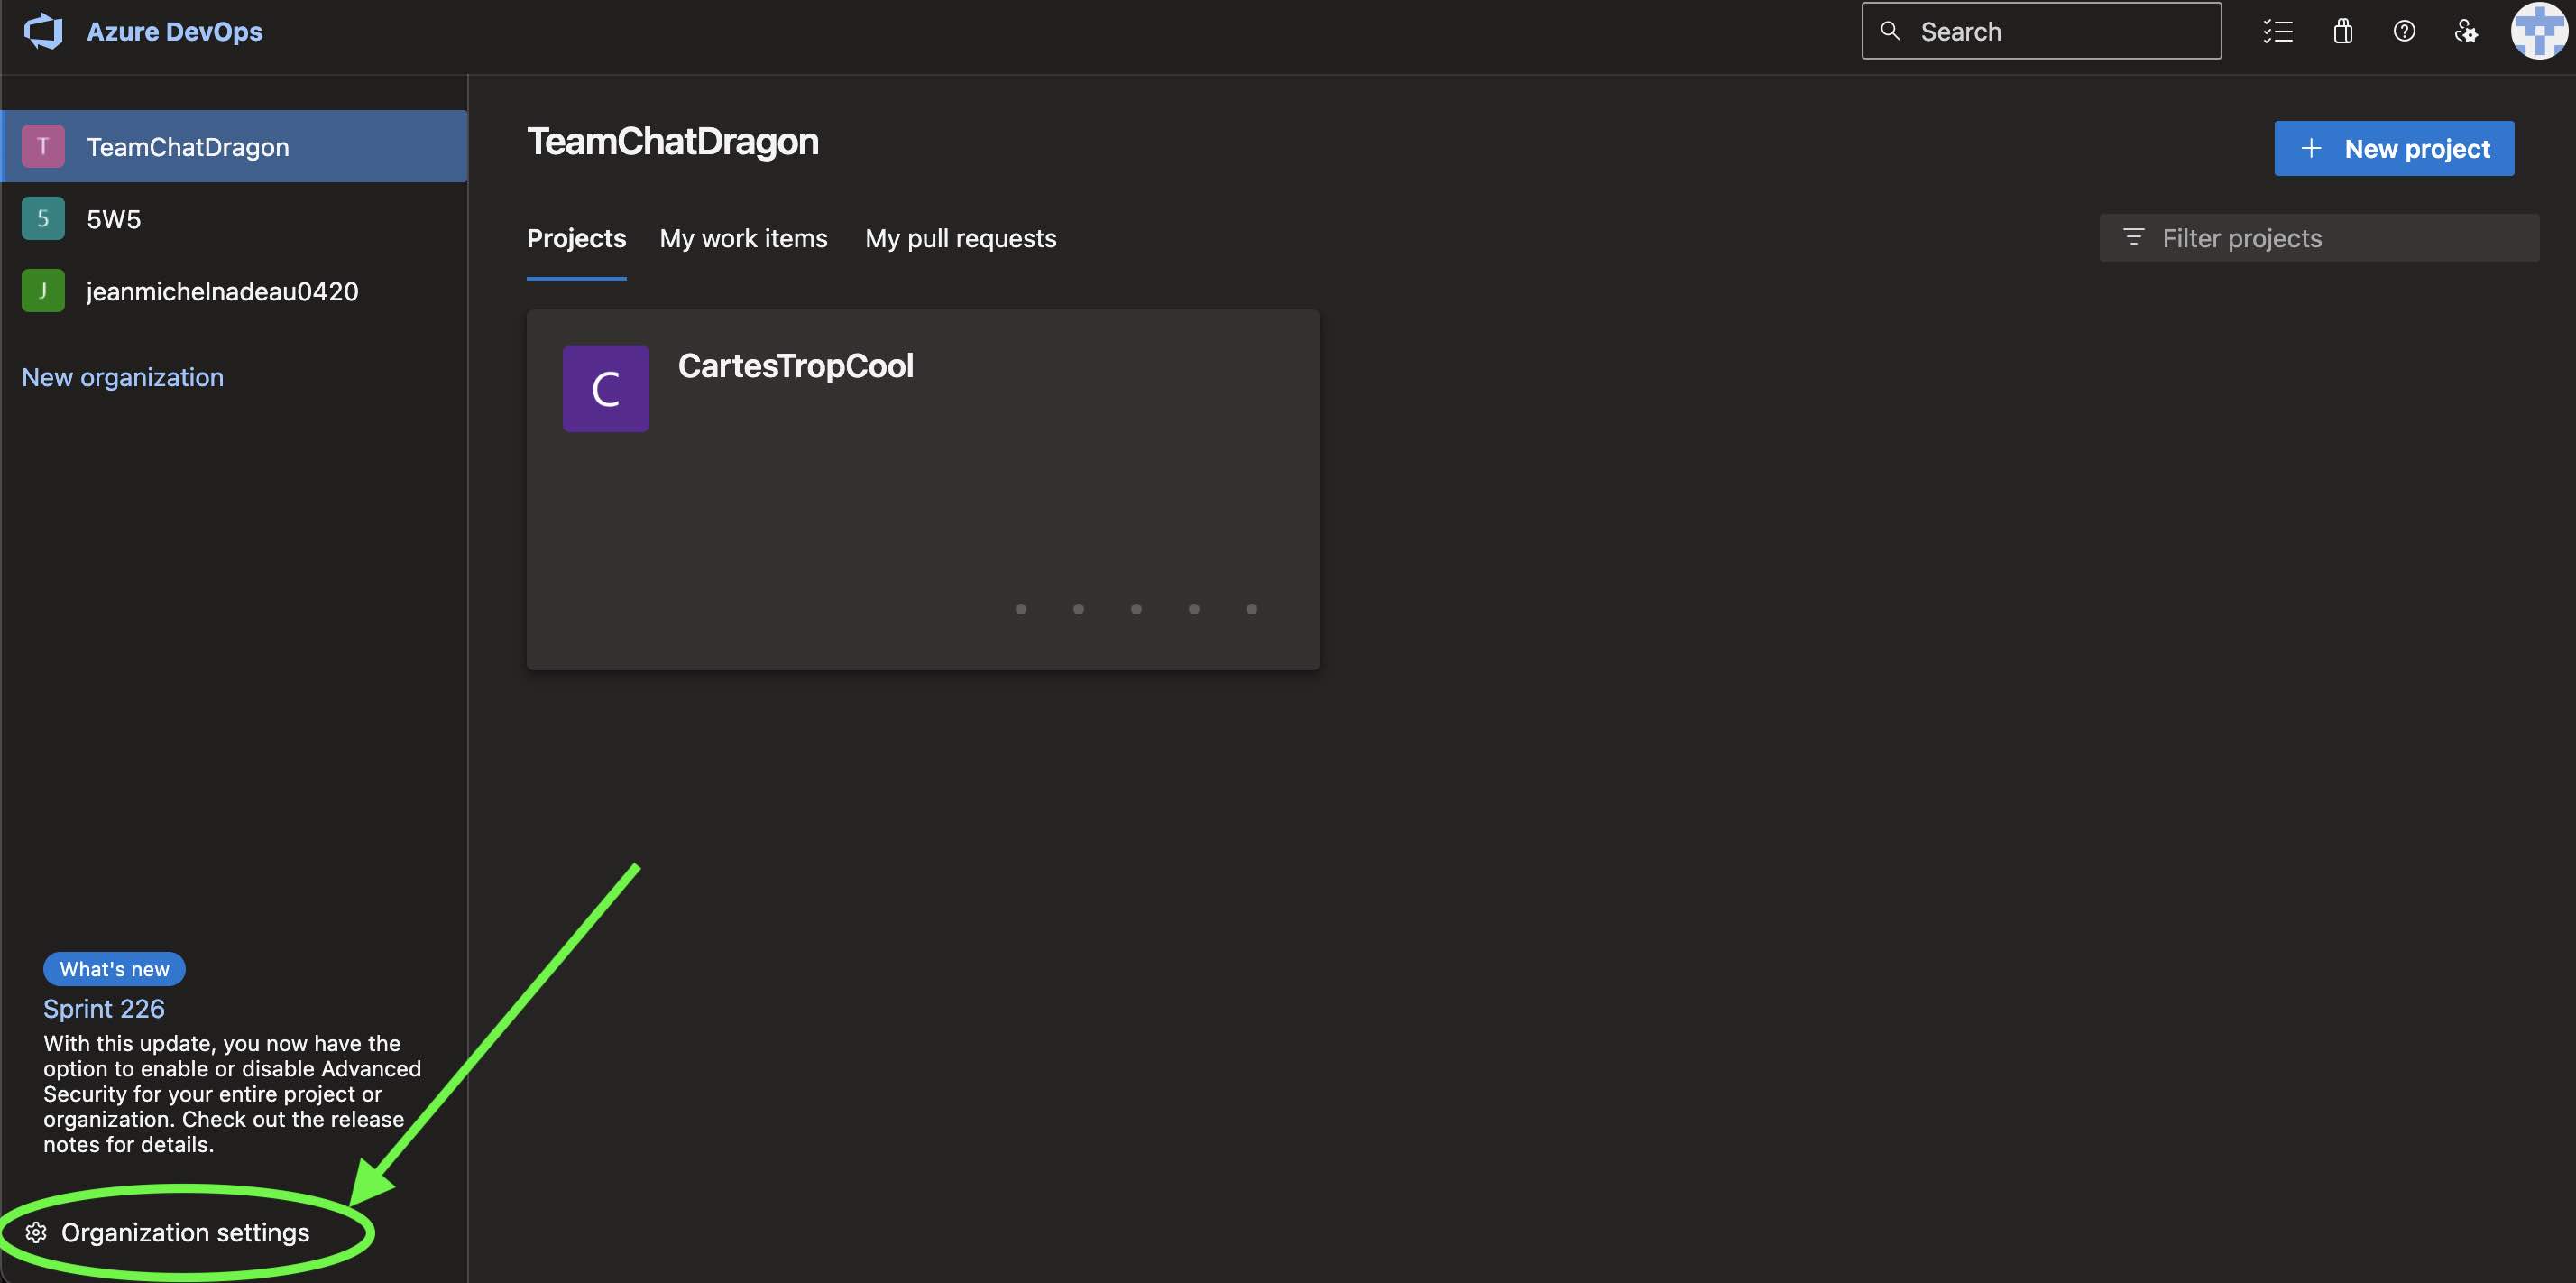 Azure DevOps
Search
T
TeamChatDragon
5
5W5
J
jeanmichelnadeau0420
New organization
TeamChatDragon
New project
Projects
My work items
My pull requests
Filter projects
C
CartesTropCool
What's new
Sprint 226
With this update, you now have the
option to enable or disable Advanced
Security for your entire project or
organization. Check out the release
notes for details.
Organization settings